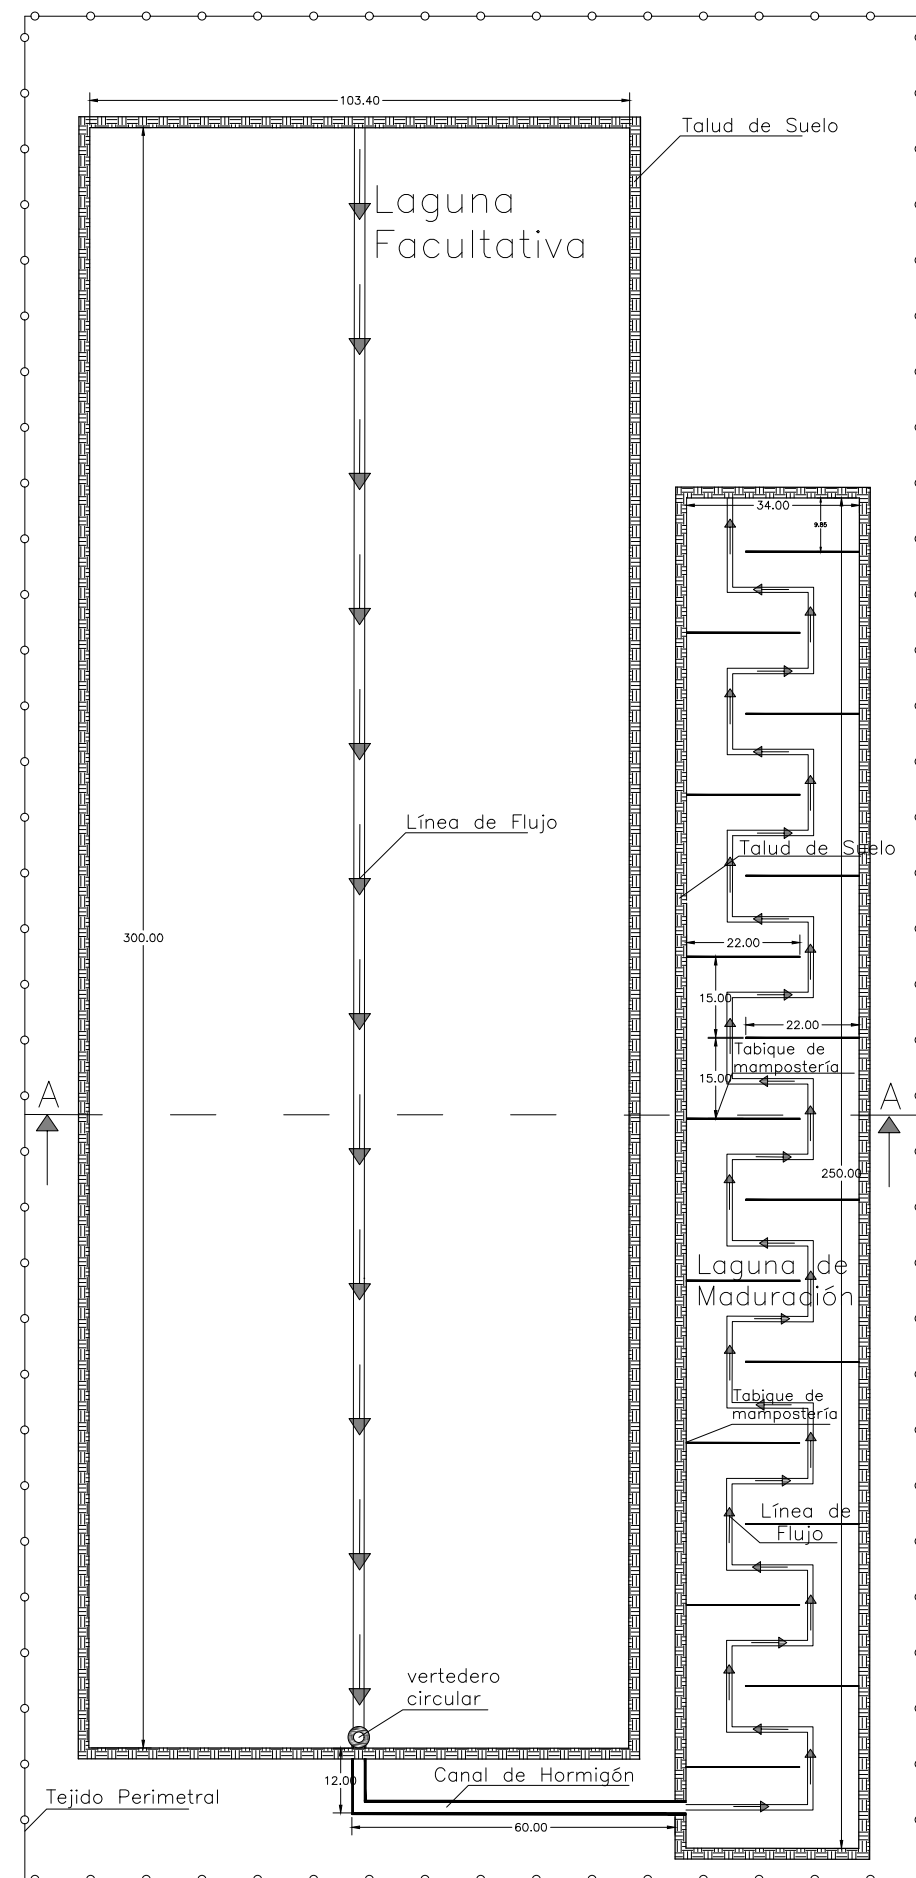 103.40
Talud de Suelo
Laguna
Facultativa
34.00
9.85
Línea de Flujo
Talud de Suelo
300.00
22.00
15.00
22.00
Tabique de
mampostería
15.00
A
A
250.00
Laguna de
Maduración
Tabique de
mampostería
Línea de
Flujo
vertedero
circular
12.00
Canal de Hormigón
Tejido Perimetral
60.00